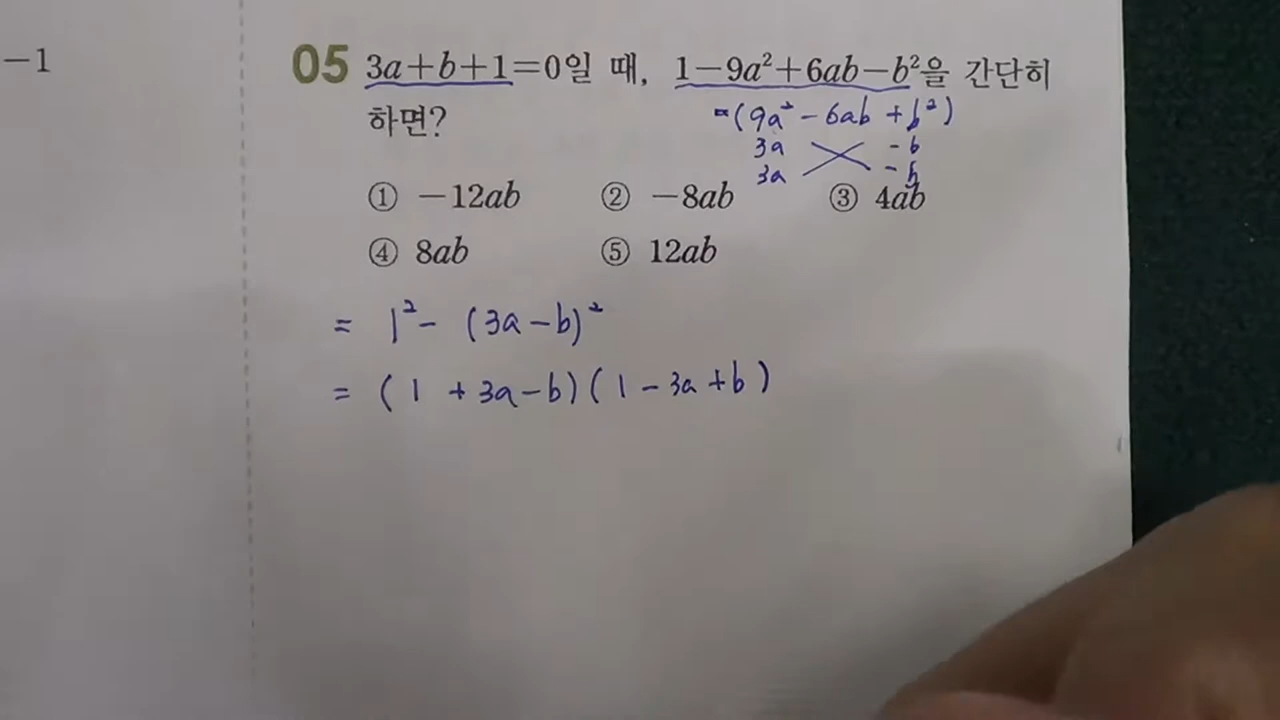 -1
05 3a+b+1=0일 때, 1-9a²+6ab-b²을 간단히
하면?
-(9a²-6ab+b²)
3a -b
3a -b
① -12ab ② -8ab ③ 4ab
④ 8ab ⑤ 12ab
= 1²-(3a-b)²
= (1+3a-b)(1-3a+b)